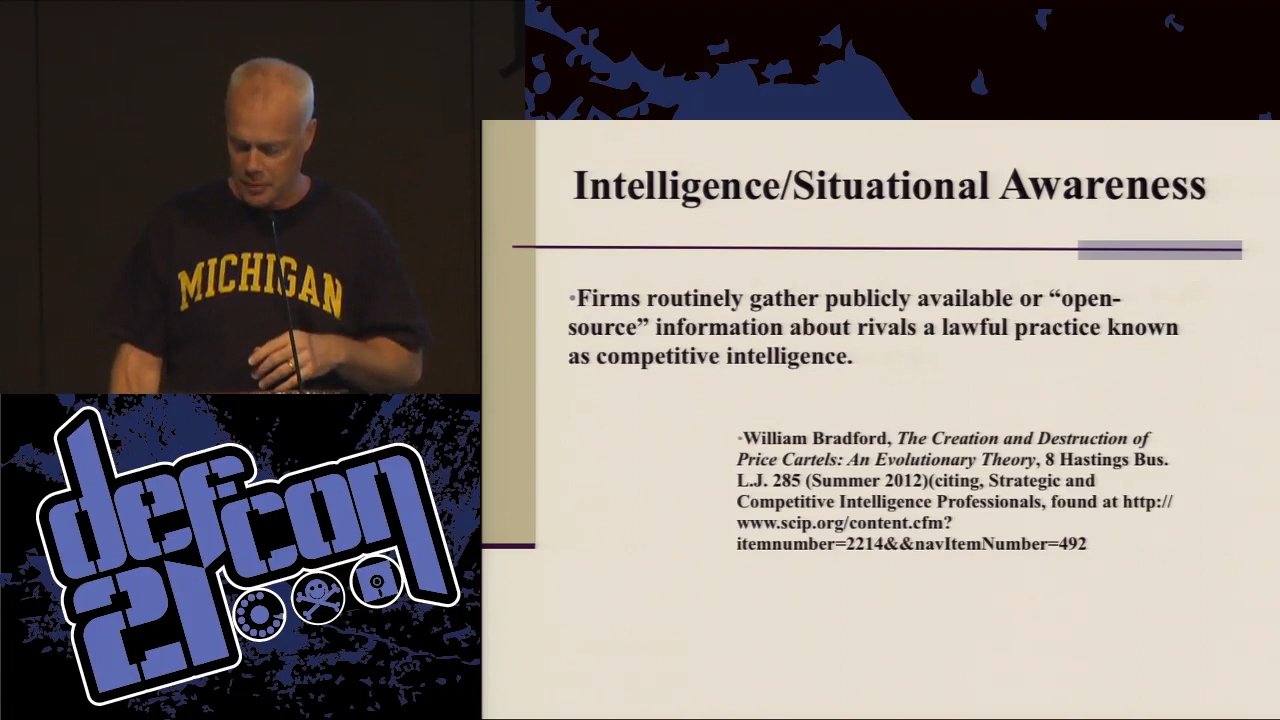 MICHIGAN
defcon
21
Intelligence/Situational Awareness
•Firms routinely gather publicly available or “open-
source” information about rivals a lawful practice known
as competitive intelligence.
•William Bradford, The Creation and Destruction of
Price Cartels: An Evolutionary Theory, 8 Hastings Bus.
L.J. 285 (Summer 2012)(citing, Strategic and
Competitive Intelligence Professionals, found at http://
www.scip.org/content.cfm?
itemnumber=2214&&navItemNumber=492